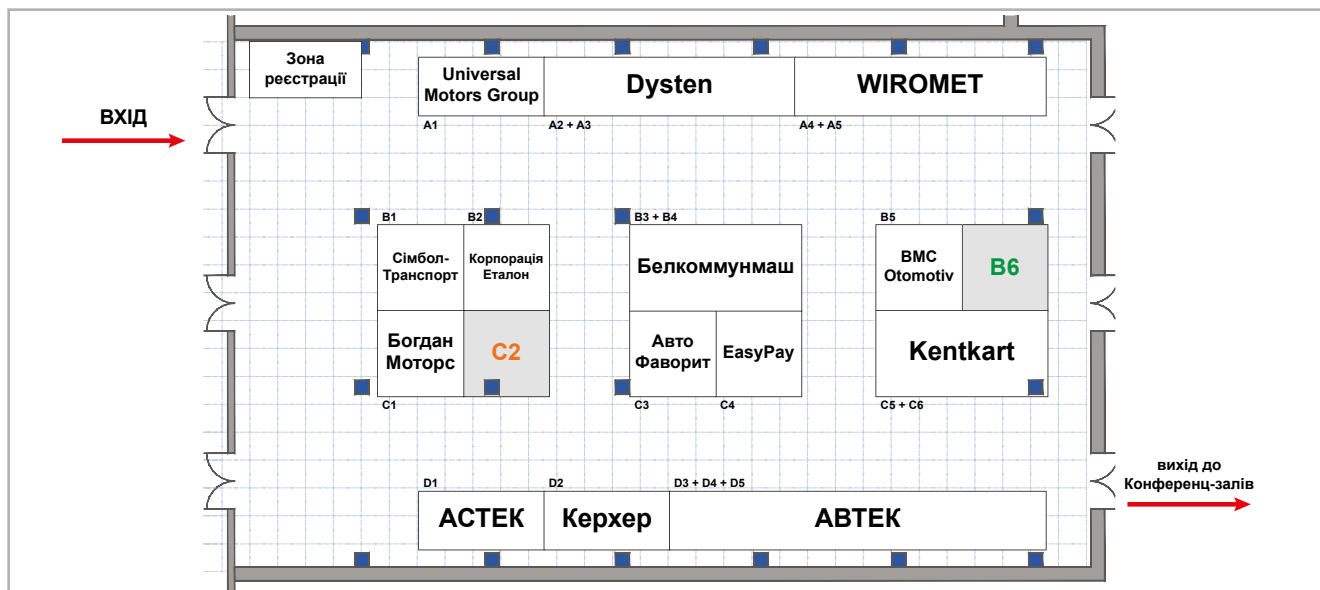 Зона
реєстрації
ВХІД
Universal
Motors Group
Dysten
WIROMET
A1
A2 + A3
A4 + A5
B1
B2
B3 + B4
B5
Сімбол-
Транспорт
Корпорація
Еталон
Белкоммунмаш
BMC
Otomotiv
B6
Богдан
Моторс
C2
Авто
Фаворит
EasyPay
Kentkart
C1
C3
C4
C5 + C6
вихід до
Конференц-залів
D1
D2
D3 + D4 + D5
АСТЕК
Керхер
АВТЕК